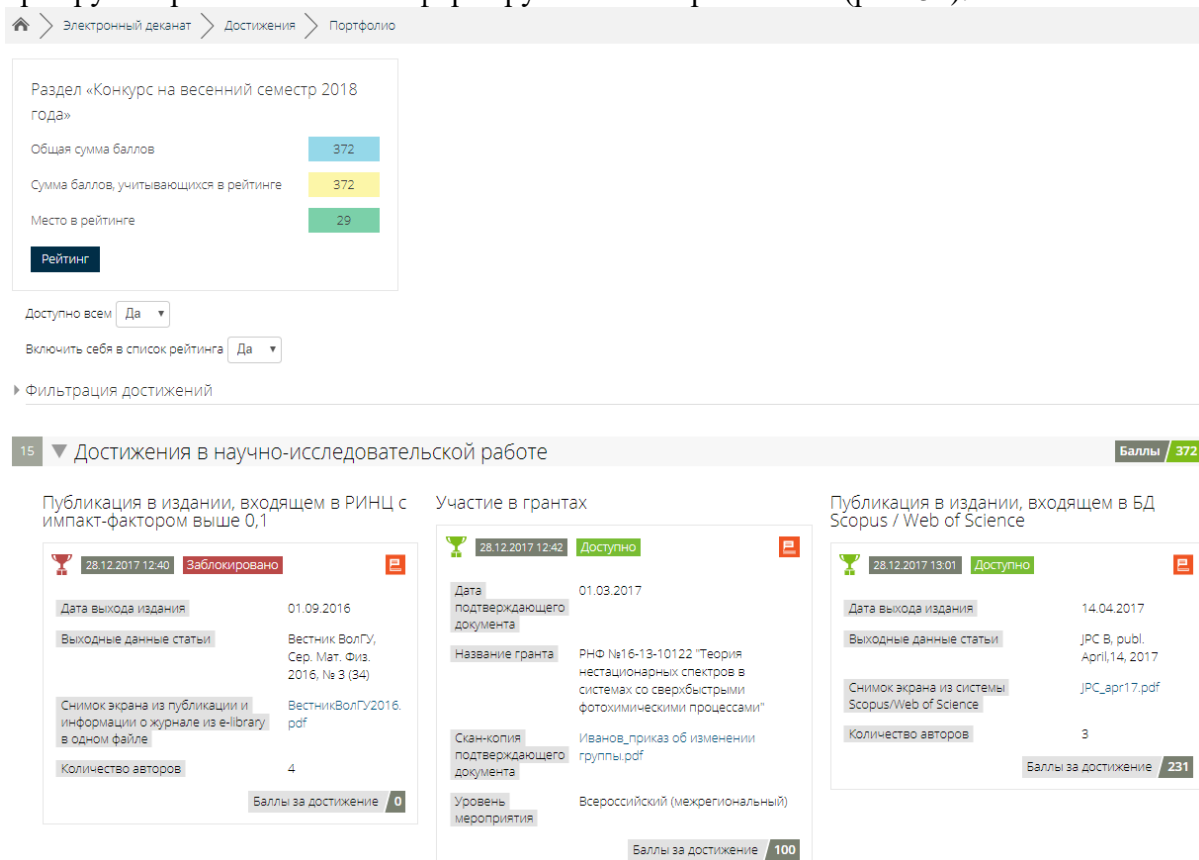 Электронный деканат Достижения Портфолио
Раздел «Конкурс на весенний семестр 2018
года»
Общая сумма баллов 372
Сумма баллов, учитывающихся в рейтинге 372
Место в рейтинге 29
Рейтинг
Доступно всем Да
Включить себя в список рейтинга Да
Фильтрация достижений
15 Достижения в научно-исследовательской работе Баллы 372
Публикация в издании, входящем в РИНЦ с
импакт-фактором выше 0,1
28.12.2017 12:40 Заблокировано
Дата выхода издания 01.09.2016
Выходные данные статьи Вестник ВолГУ,
Сер. Мат. Физ.
2016, № 3 (34)
Снимок экрана из публикации и
информации о журнале из e-library
в одном файле
ВестникВолГУ2016.
pdf
Количество авторов 4
Баллы за достижение 0
Участие в грантах
28.12.2017 12:42 Доступно
Дата
подтверждающего
документа
01.03.2017
Название гранта РНФ №16-13-10122 "Теория
нестационарных спектров в
системах со сверхбыстрыми
фотохимическими процессами"
Скан-копия
подтверждающего
документа
Иванов_приказ об изменении
группы.pdf
Уровень
мероприятия
Всероссийский (межрегиональный)
Баллы за достижение 100
Публикация в издании, входящем в БД
Scopus / Web of Science
28.12.2017 13:01 Доступно
Дата выхода издания 14.04.2017
Выходные данные статьи JPC B, publ.
April,14, 2017
Снимок экрана из системы
Scopus/Web of Science
JPC_apr17.pdf
Количество авторов 3
Баллы за достижение 231